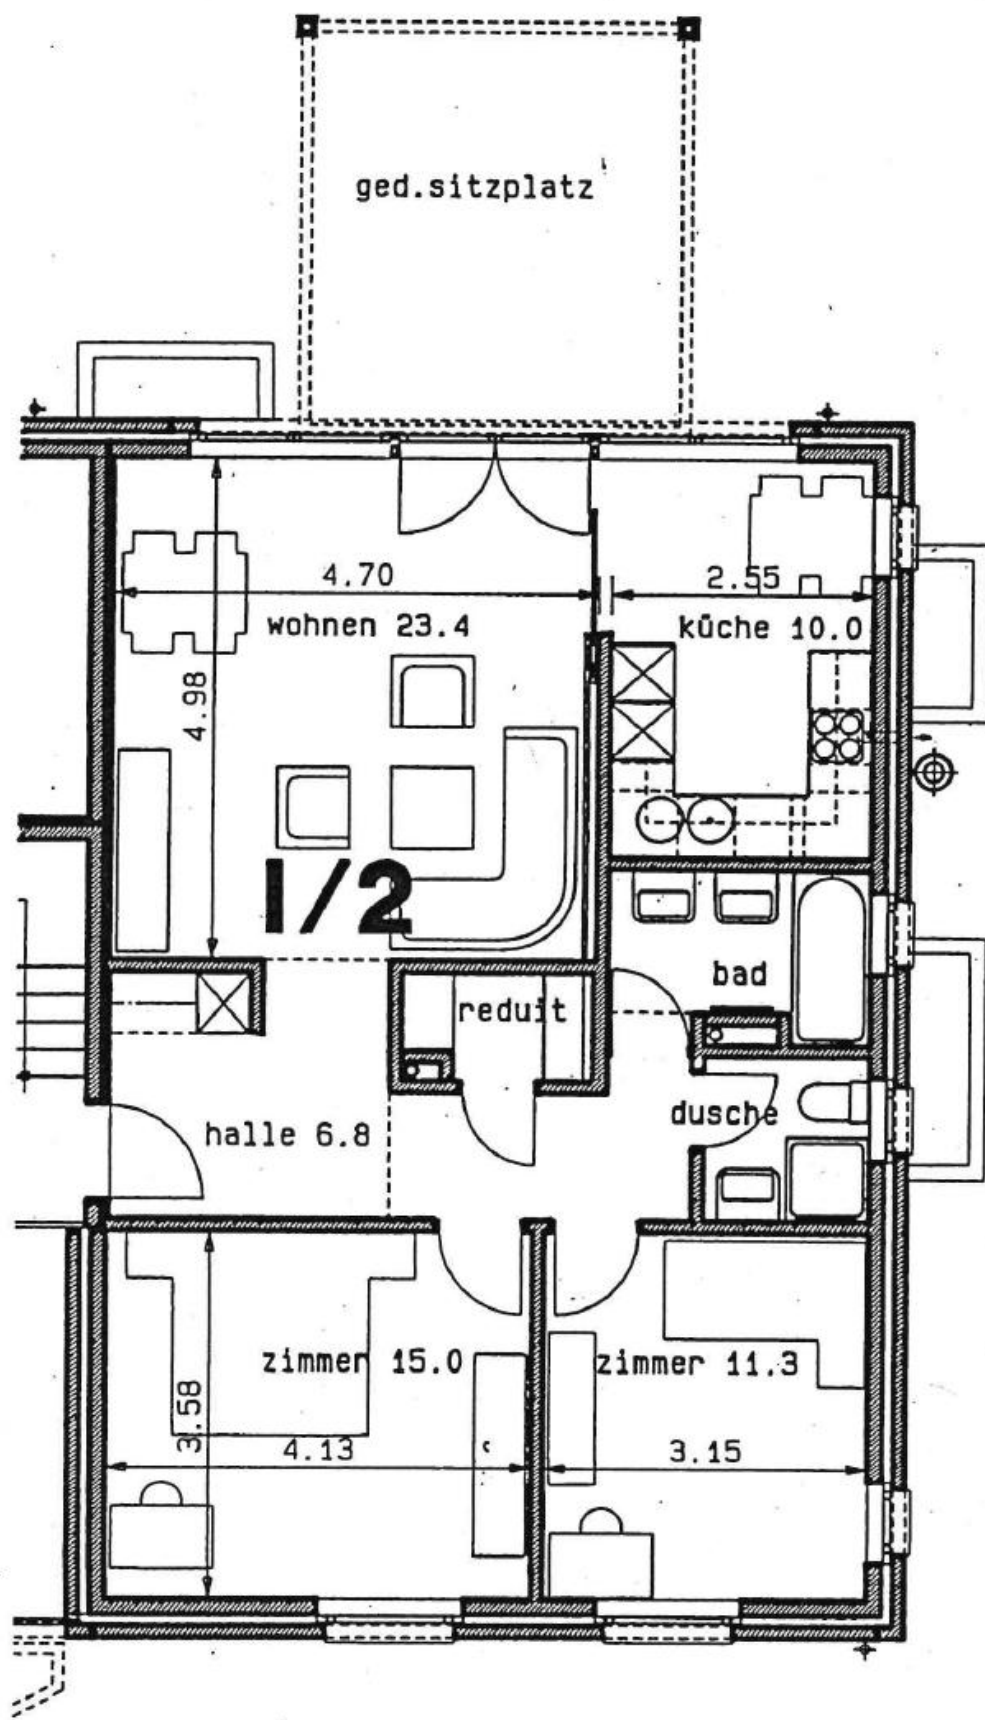 ged.sitzplatz
4.70
2.55
wohnen 23.4
küche 10.0
4.98
I/2
bad
reduit
dusche
halle 6.8
zimmer 15.0
zimmer 11.3
3.58
4.13
3.15